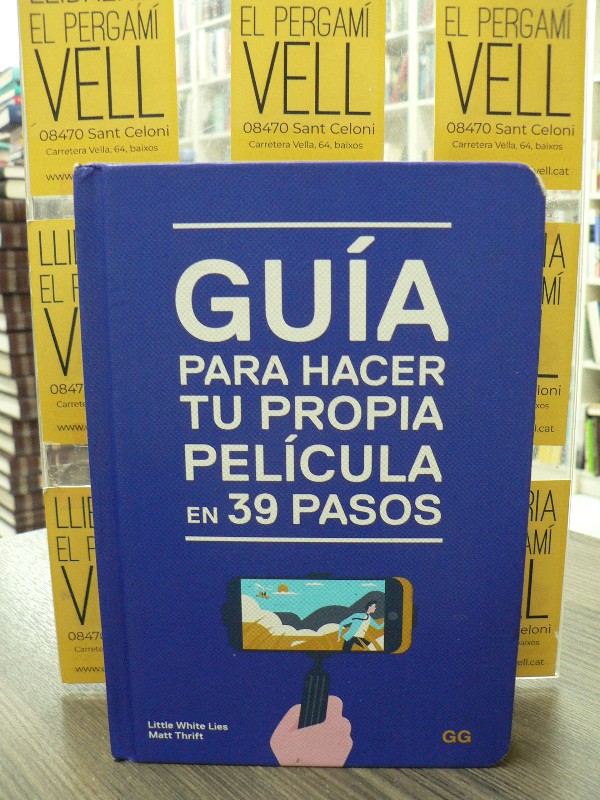 EL PERGAMÍ
VELL
08470 Sant Celoni
Carretera Vella, 64, baixos
EL PERGAMÍ
VELL
08470 Sant Celoni
Carretera Vella, 64, baixos
EL PERGAMÍ
VELL
08470 Sant Celoni
Carretera Vella, 64, baixos
vell.cat
GUÍA
PARA HACER
TU PROPIA
PELÍCULA
EN 39 PASOS
Little White Lies
Matt Thrift
GG